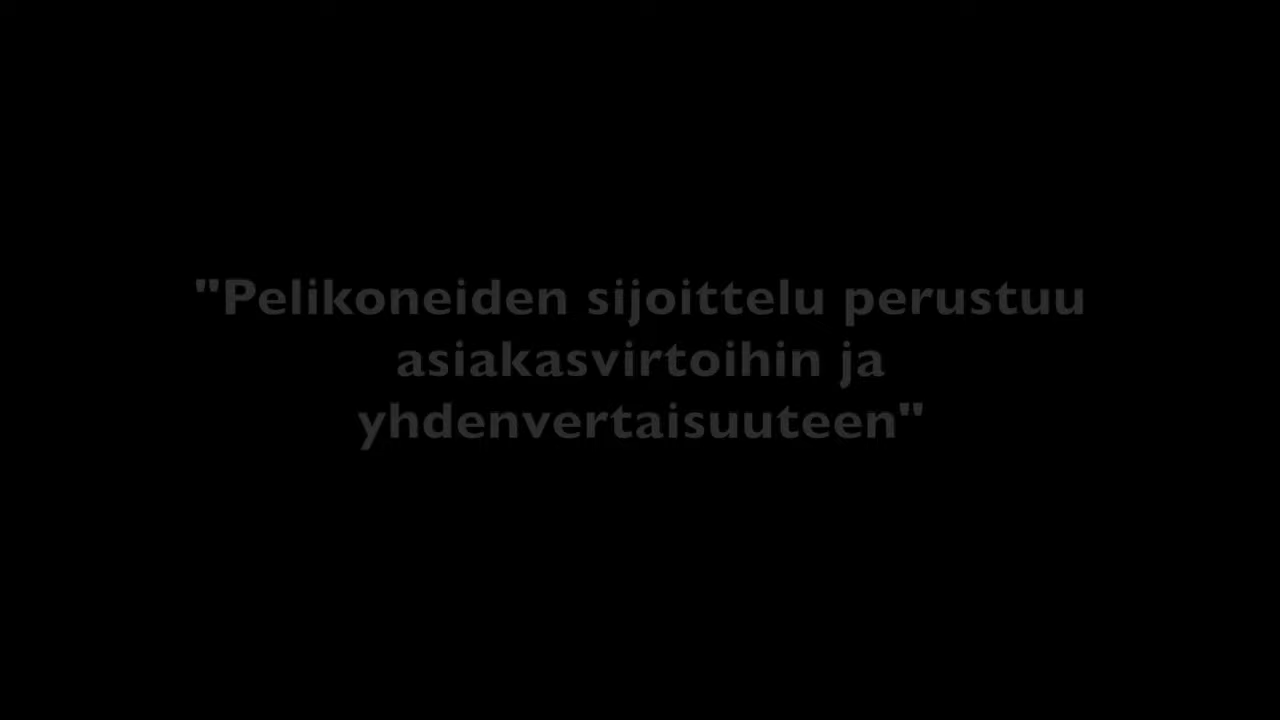 "Pelikoneiden sijoittelu perustuu
asiakasvirtoihin ja
yhdenvertaisuuteen"